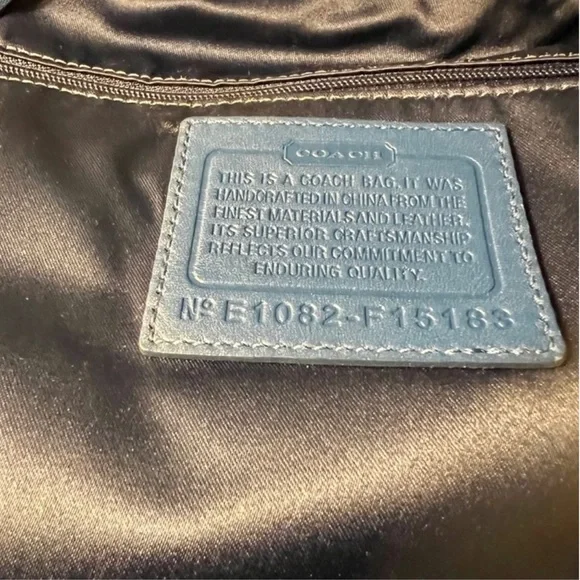 COACH
THIS IS A COACH BAG. IT WAS
HANDCRAFTED IN CHINA FROM THE
FINEST MATERIALS AND LEATHER.
ITS SUPERIOR CRAFTSMANSHIP
REFLECTS OUR COMMITMENT TO
ENDURING QUALITY.
Nº E1082-F15183